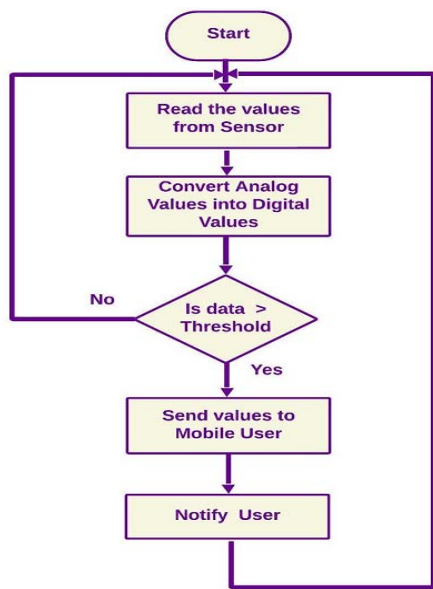 Start
Read the values
from Sensor
Convert Analog
Values into Digital
Values
Is data >
Threshold
No
Yes
Send values to
Mobile User
Notify User